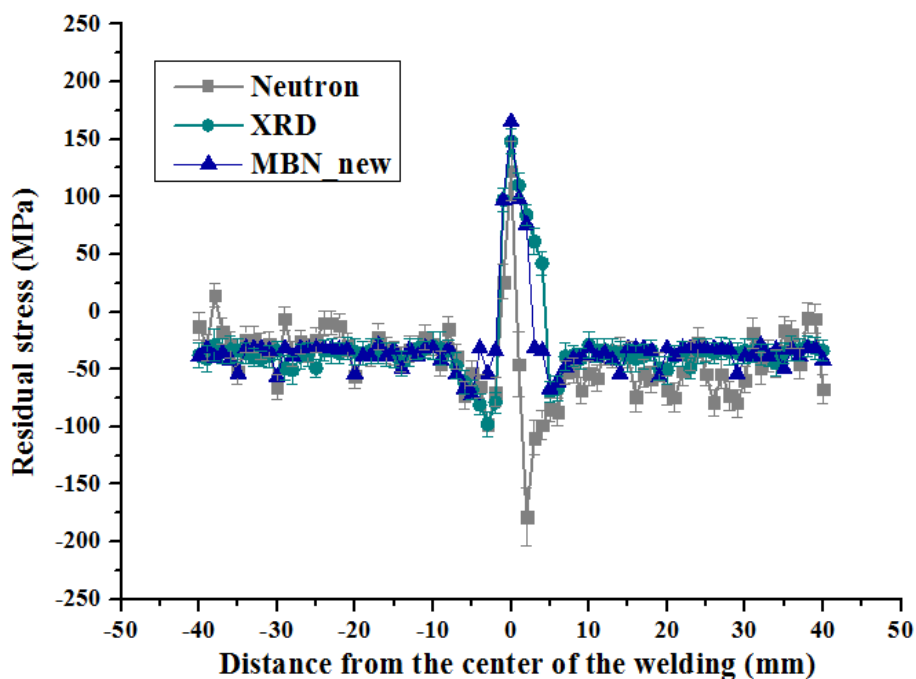 250
200
150
100
50
0
-50
-100
-150
-200
-250
Residual stress (MPa)
Neutron
XRD
MBN_new
-50 -40 -30 -20 -10 0 10 20 30 40 50
Distance from the center of the welding (mm)